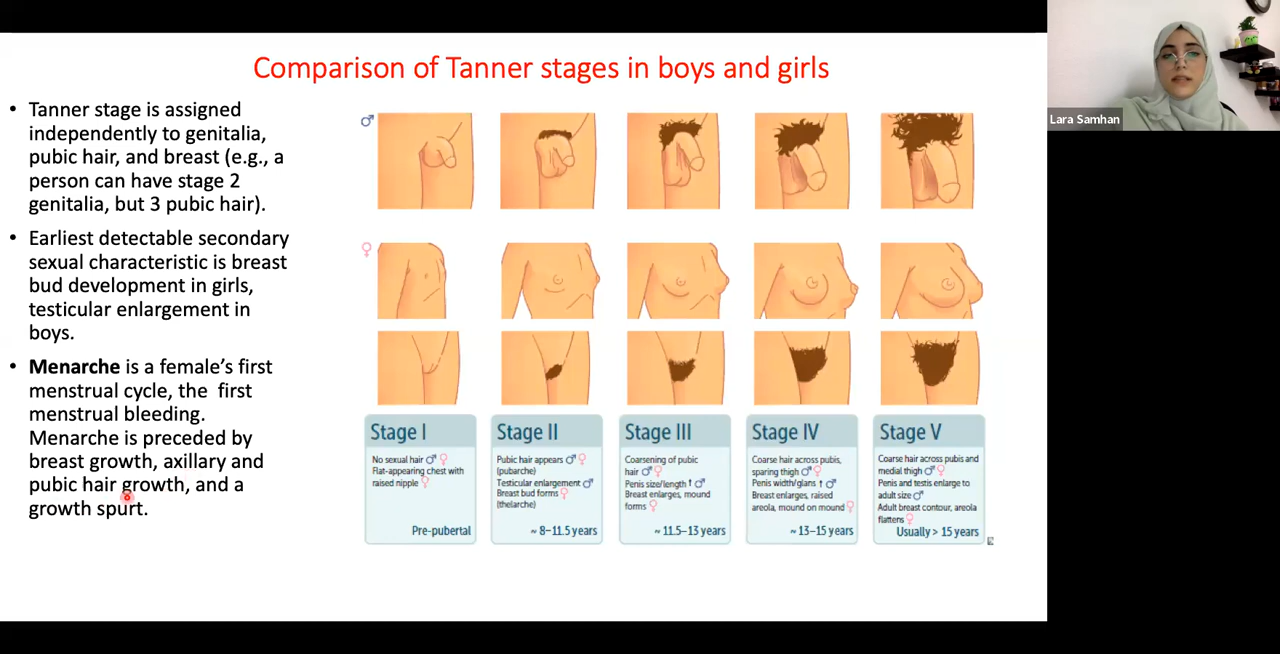 Comparison of Tanner stages in boys and girls
• Tanner stage is assigned
independently to genitalia,
pubic hair, and breast (e.g., a
person can have stage 2
genitalia, but 3 pubic hair).
• Earliest detectable secondary
sexual characteristic is breast
bud development in girls,
testicular enlargement in
boys.
• Menarche is a female's first
menstrual cycle, the first
menstrual bleeding.
Menarche is preceded by
breast growth, axillary and
pubic hair growth, and a
growth spurt.
♂
♀
Stage I
No sexual hair ♂ ♀
Flat-appearing chest with
raised nipple ♀
Pre-pubertal
Stage II
Pubic hair appears ♂ ♀
(pubarche)
Testicular enlargement ♂
Breast bud forms ♀
(thelarche)
~ 8–11.5 years
Stage III
Coarsening of pubic
hair ♂ ♀
Penis size/length ↑ ♂
Breast enlarges, mound
forms ♀
~ 11.5–13 years
Stage IV
Coarse hair across pubis,
sparing thigh ♂ ♀
Penis width/glans ↑ ♂
Breast enlarges, raised
areola, mound on mound ♀
~ 13–15 years
Stage V
Coarse hair across pubis and
medial thigh ♂ ♀
Penis and testis enlarge to
adult size ♂
Adult breast contour, areola
flattens ♀
Usually > 15 years
Lara Samhan